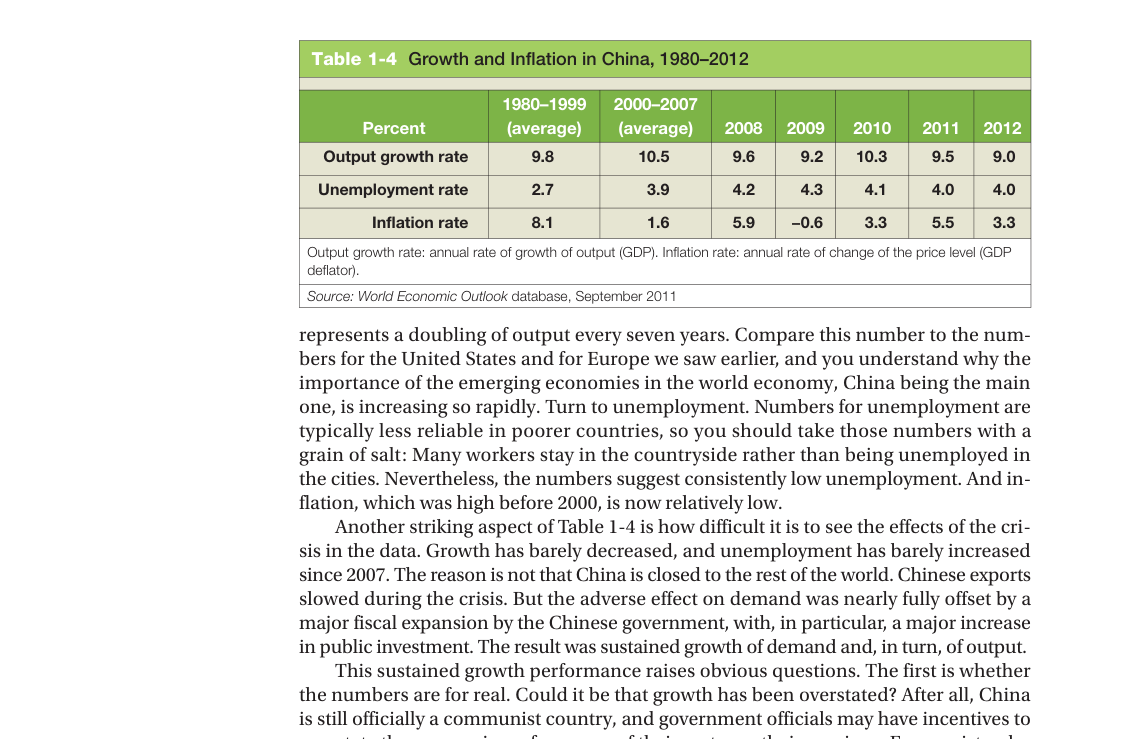 Table 1-4 Growth and Inflation in China, 1980–2012
Percent 1980–1999 (average) 2000–2007 (average) 2008 2009 2010 2011 2012
Output growth rate 9.8 10.5 9.6 9.2 10.3 9.5 9.0
Unemployment rate 2.7 3.9 4.2 4.3 4.1 4.0 4.0
Inflation rate 8.1 1.6 5.9 –0.6 3.3 5.5 3.3
Output growth rate: annual rate of growth of output (GDP). Inflation rate: annual rate of change of the price level (GDP
deflator).
Source: World Economic Outlook database, September 2011
represents a doubling of output every seven years. Compare this number to the num-
bers for the United States and for Europe we saw earlier, and you understand why the
importance of the emerging economies in the world economy, China being the main
one, is increasing so rapidly. Turn to unemployment. Numbers for unemployment are
typically less reliable in poorer countries, so you should take those numbers with a
grain of salt: Many workers stay in the countryside rather than being unemployed in
the cities. Nevertheless, the numbers suggest consistently low unemployment. And in-
flation, which was high before 2000, is now relatively low.
Another striking aspect of Table 1-4 is how difficult it is to see the effects of the cri-
sis in the data. Growth has barely decreased, and unemployment has barely increased
since 2007. The reason is not that China is closed to the rest of the world. Chinese exports
slowed during the crisis. But the adverse effect on demand was nearly fully offset by a
major fiscal expansion by the Chinese government, with, in particular, a major increase
in public investment. The result was sustained growth of demand and, in turn, of output.
This sustained growth performance raises obvious questions. The first is whether
the numbers are for real. Could it be that growth has been overstated? After all, China
is still officially a communist country, and government officials may have incentives to